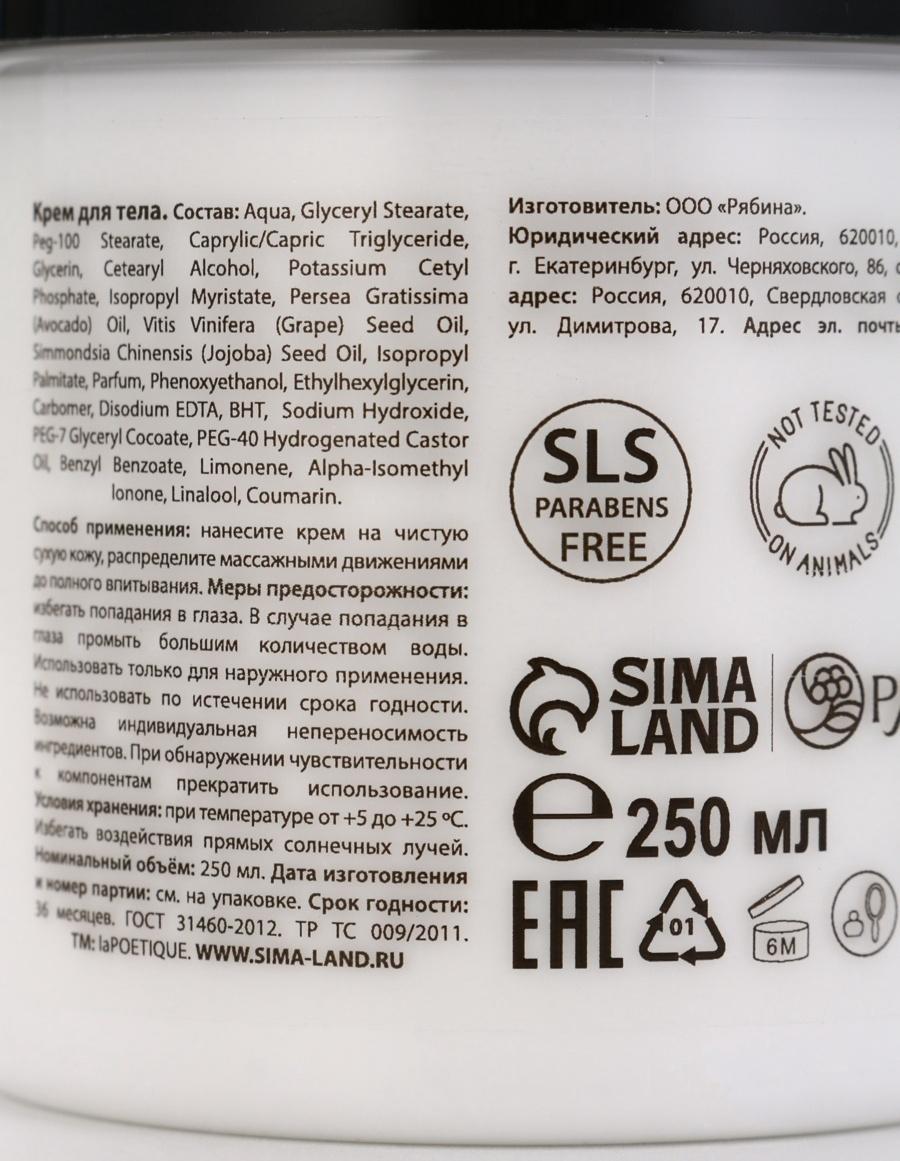 Крем для тела. Состав: Aqua, Glyceryl Stearate,
Peg-100 Stearate, Caprylic/Capric Triglyceride,
Glycerin, Cetearyl Alcohol, Potassium Cetyl
Phosphate, Isopropyl Myristate, Persea Gratissima
(Avocado) Oil, Vitis Vinifera (Grape) Seed Oil,
Simmondsia Chinensis (Jojoba) Seed Oil, Isopropyl
Palmitate, Parfum, Phenoxyethanol, Ethylhexylglycerin,
Carbomer, Disodium EDTA, BHT, Sodium Hydroxide,
PEG-7 Glyceryl Cocoate, PEG-40 Hydrogenated Castor
Oil, Benzyl Benzoate, Limonene, Alpha-Isomethyl
Ionone, Linalool, Coumarin.
Способ применения: нанесите крем на чистую
сухую кожу, распределите массажными движениями
до полного впитывания. Меры предосторожности:
избегать попадания в глаза. В случае попадания в
глаза промыть большим количеством воды.
Использовать только для наружного применения.
Не использовать по истечении срока годности.
Возможна индивидуальная непереносимость
ингредиентов. При обнаружении чувствительности
к компонентам прекратить использование.
Условия хранения: при температуре от +5 до +25 ºС.
Избегать воздействия прямых солнечных лучей.
Номинальный объём: 250 мл. Дата изготовления
и номер партии: см. на упаковке. Срок годности:
36 месяцев. ГОСТ 31460-2012. ТР ТС 009/2011.
ТМ: laPOETIQUE. WWW.SIMA-LAND.RU
Изготовитель: ООО «Рябина».
Юридический адрес: Россия, 620010,
г. Екатеринбург, ул. Черняховского, 86,
адрес: Россия, 620010, Свердловская
ул. Димитрова, 17. Адрес эл. почты
SLS
PARABENS
FREE
NOT TESTED
ON ANIMALS
SIMA
LAND
e 250 мл
EAC 01 6M